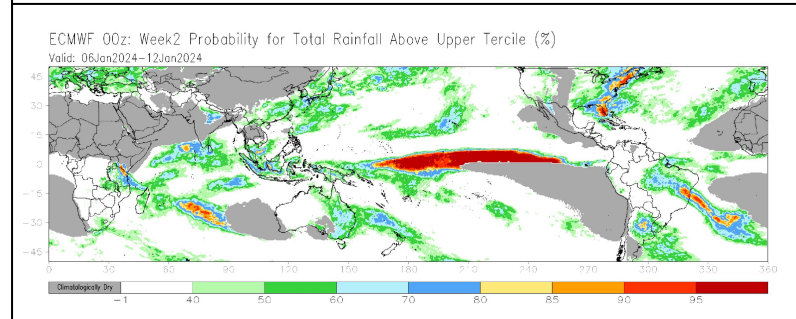 ECMWF 00z: Week2 Probability for Total Rainfall Above Upper Tercile (%)
Valid: 06Jan2024-12Jan2024
45
30
15
0
-15
-30
-45
0 30 60 90 120 150 180 210 240 270 300 330 360
Climatologically Dry
-1 40 50 60 70 80 85 90 95